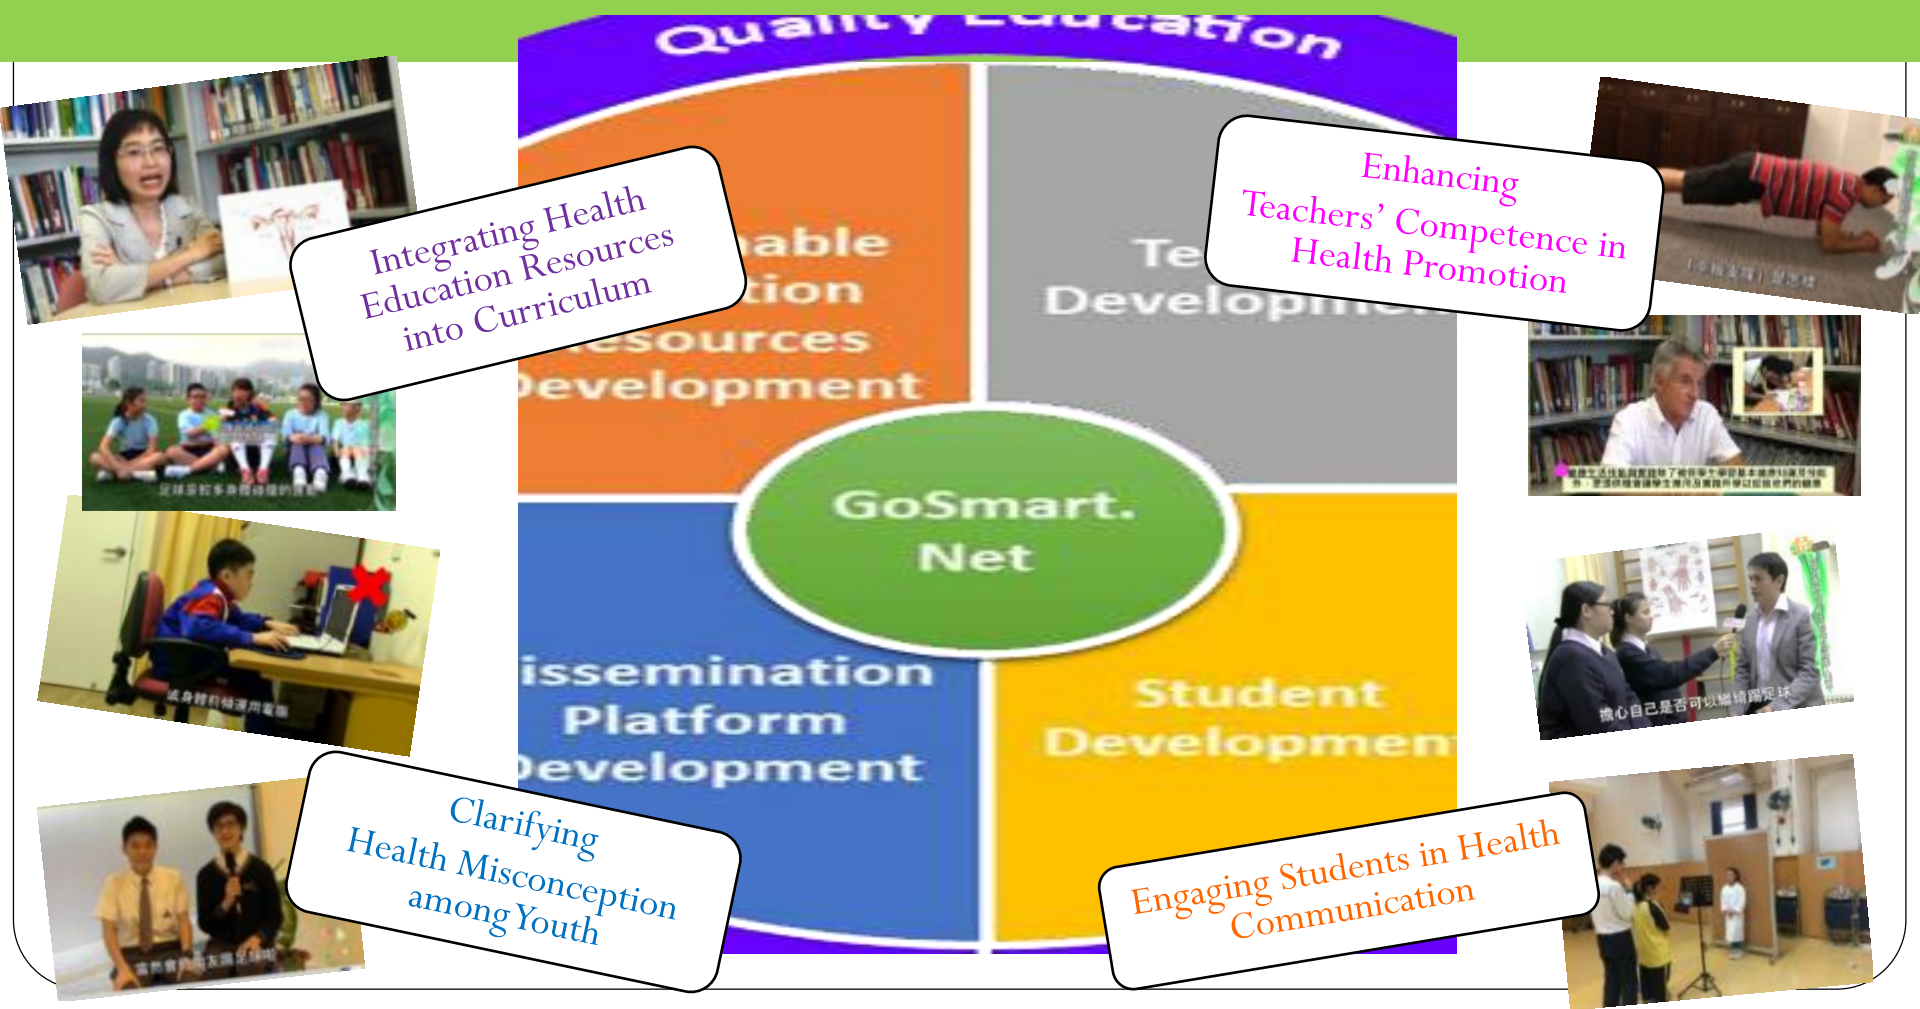 Quality Education
Integrating Health
Education Resources
into Curriculum
Enhancing
Teachers’ Competence in
Health Promotion
able
tion
esources
Development
Te
Development
GoSmart.
Net
issemination
Platform
Development
Student
Development
Clarifying
Health Misconception
among Youth
Engaging Students in Health
Communication
擔心自己是否可以繼續踢足球